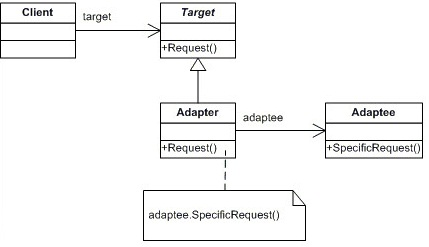 Client
target
Target
+Request()
Adapter
+Request()
adaptee
Adaptee
+SpecificRequest()
adaptee.SpecificRequest()